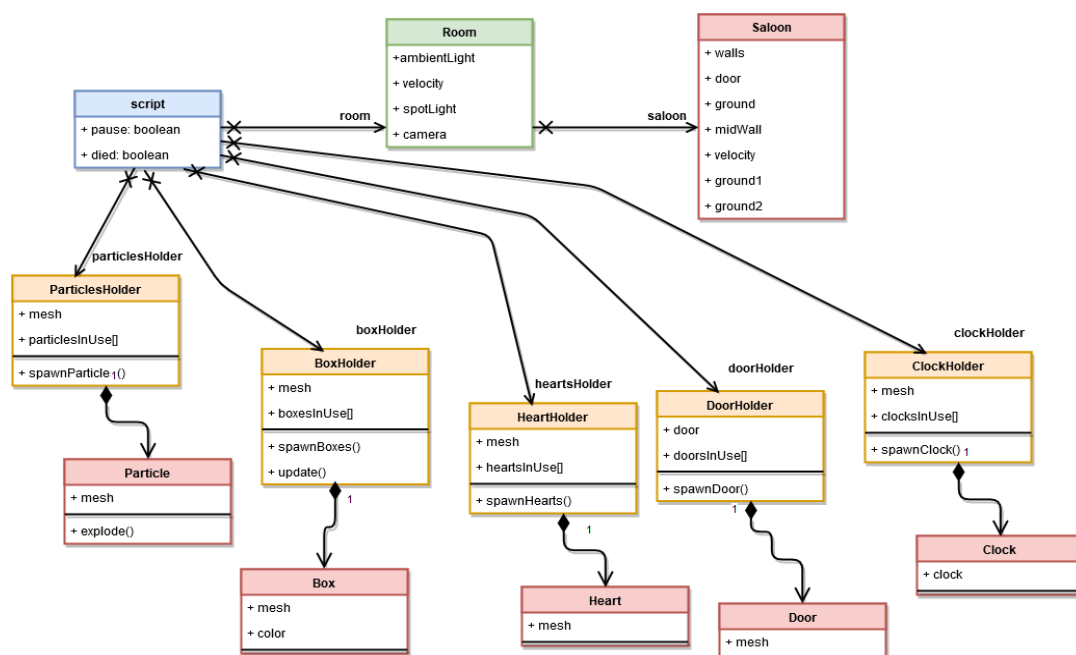 Room
+ambientLight
+ velocity
+ spotLight
+ camera
Saloon
+ walls
+ door
+ ground
+ midWall
+ velocity
+ ground1
+ ground2
script
+ pause: boolean
+ died: boolean
room
saloon
particlesHolder
ParticlesHolder
+ mesh
+ particlesInUse[]
+ spawnParticle()
1
boxHolder
BoxHolder
+ mesh
+ boxesInUse[]
+ spawnBoxes()
+ update()
1
heartsHolder
HeartHolder
+ mesh
+ heartsInUse[]
+ spawnHearts()
1
doorHolder
DoorHolder
+ door
+ doorsInUse[]
+ spawnDoor()
1
clockHolder
ClockHolder
+ mesh
+ clocksInUse[]
+ spawnClock()
1
Particle
+ mesh
+ explode()
Box
+ mesh
+ color
Heart
+ mesh
Door
+ mesh
Clock
+ clock